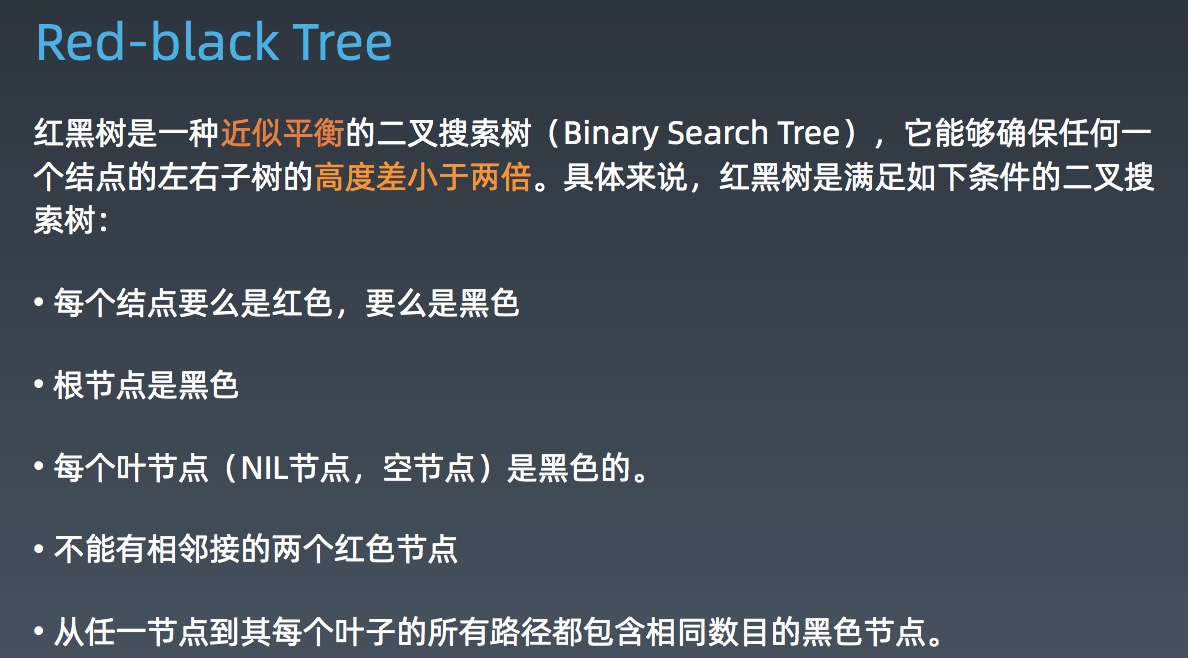 Red-black Tree
红黑树是一种近似平衡的二叉搜索树（Binary Search Tree），它能够确保任何一
个结点的左右子树的高度差小于两倍。具体来说，红黑树是满足如下条件的二叉搜
索树：
• 每个结点要么是红色，要么是黑色
• 根节点是黑色
• 每个叶节点（NIL节点，空节点）是黑色的。
• 不能有相邻接的两个红色节点
• 从任一节点到其每个叶子的所有路径都包含相同数目的黑色节点。